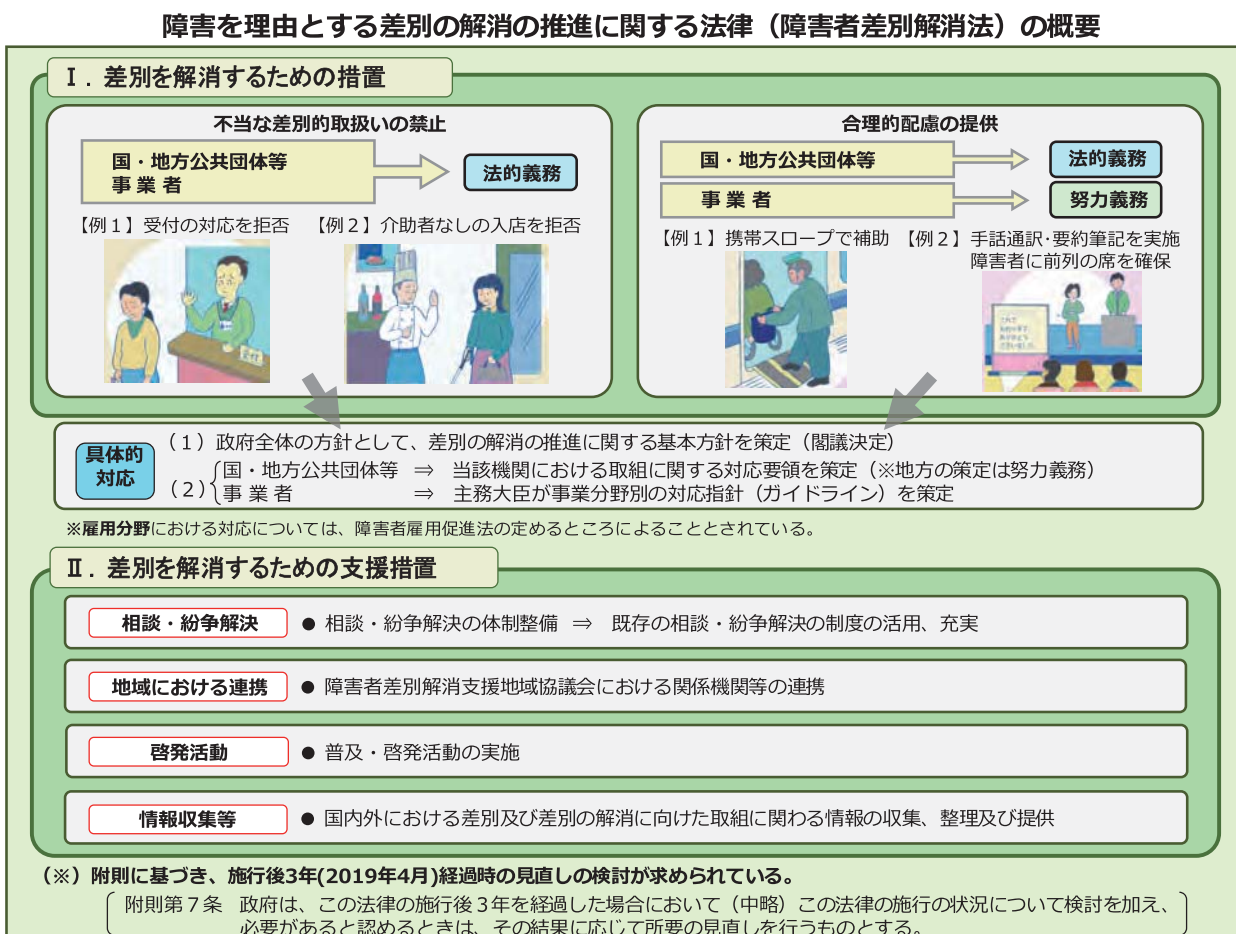 障害を理由とする差別の解消の推進に関する法律（障害者差別解消法）の概要
Ⅰ．差別を解消するための措置
不当な差別的取扱いの禁止
国・地方公共団体等
事業者
法的義務
【例１】受付の対応を拒否
【例２】介助者なしの入店を拒否
受付
合理的配慮の提供
国・地方公共団体等
法的義務
事業者
努力義務
【例１】携帯スロープで補助
【例２】手話通訳・要約筆記を実施
障害者に前列の席を確保
具体的
対応
（１）政府全体の方針として、差別の解消の推進に関する基本方針を策定（閣議決定）
（２）
国・地方公共団体等 ⇒ 当該機関における取組に関する対応要領を策定（※地方の策定は努力義務）
事業者 ⇒ 主務大臣が事業分野別の対応指針（ガイドライン）を策定
※雇用分野における対応については、障害者雇用促進法の定めるところによることとされている。
Ⅱ．差別を解消するための支援措置
相談・紛争解決 ● 相談・紛争解決の体制整備 ⇒ 既存の相談・紛争解決の制度の活用、充実
地域における連携 ● 障害者差別解消支援地域協議会における関係機関等の連携
啓発活動 ● 普及・啓発活動の実施
情報収集等 ● 国内外における差別及び差別の解消に向けた取組に関わる情報の収集、整理及び提供
（※）附則に基づき、施行後3年(2019年4月)経過時の見直しの検討が求められている。
附則第７条 政府は、この法律の施行後３年を経過した場合において（中略）この法律の施行の状況について検討を加え、
必要があると認めるときは、その結果に応じて所要の見直しを行うものとする。